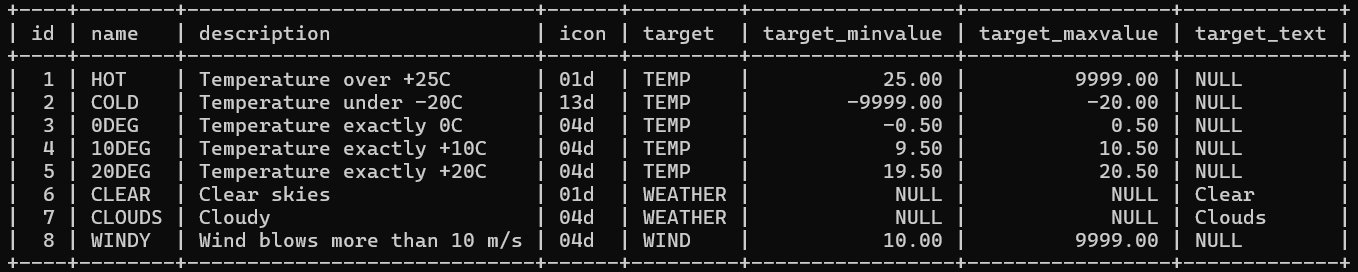 +----+--------+------------------------------+------+---------+-----------------+-----------------+-------------+
| id | name   | description                  | icon | target  | target_minvalue | target_maxvalue | target_text |
+----+--------+------------------------------+------+---------+-----------------+-----------------+-------------+
|  1 | HOT    | Temperature over +25C        | 01d  | TEMP    |           25.00 |         9999.00 | NULL        |
|  2 | COLD   | Temperature under -20C       | 13d  | TEMP    |        -9999.00 |          -20.00 | NULL        |
|  3 | 0DEG   | Temperature exactly 0C       | 04d  | TEMP    |           -0.50 |            0.50 | NULL        |
|  4 | 10DEG  | Temperature exactly +10C     | 04d  | TEMP    |            9.50 |           10.50 | NULL        |
|  5 | 20DEG  | Temperature exactly +20C     | 04d  | TEMP    |           19.50 |           20.50 | NULL        |
|  6 | CLEAR  | Clear skies                  | 01d  | WEATHER |            NULL |            NULL | Clear       |
|  7 | CLOUDS | Cloudy                       | 04d  | WEATHER |            NULL |            NULL | Clouds      |
|  8 | WINDY  | Wind blows more than 10 m/s | 04d  | WIND    |           10.00 |         9999.00 | NULL        |
+----+--------+------------------------------+------+---------+-----------------+-----------------+-------------+